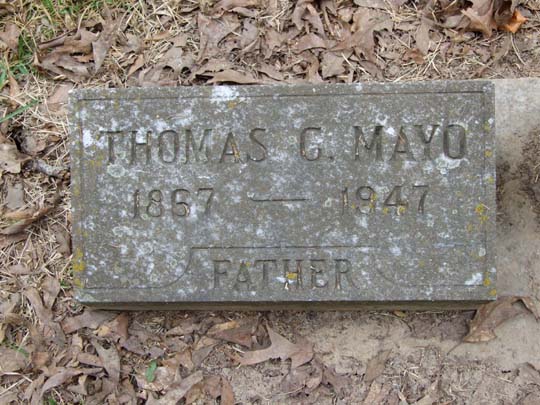 THOMAS G. MAYO
1867 — 1947
FATHER